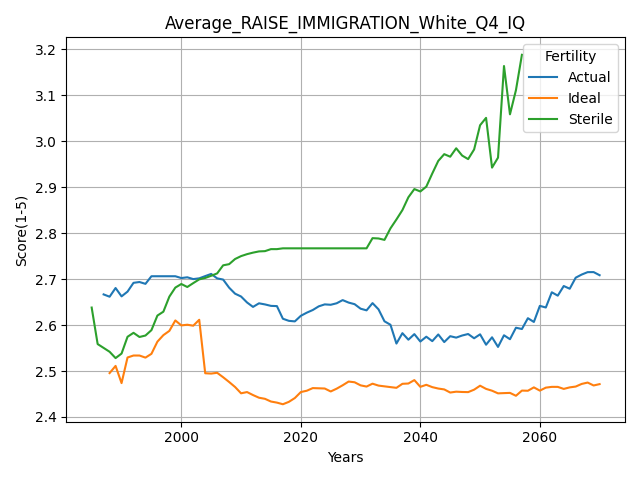 Average_RAISE_IMMIGRATION_White_Q4_IQ
Fertility
Actual
Ideal
Sterile
Score(1-5)
3.2
3.1
3.0
2.9
2.8
2.7
2.6
2.5
2.4
2000 2020 2040 2060
Years